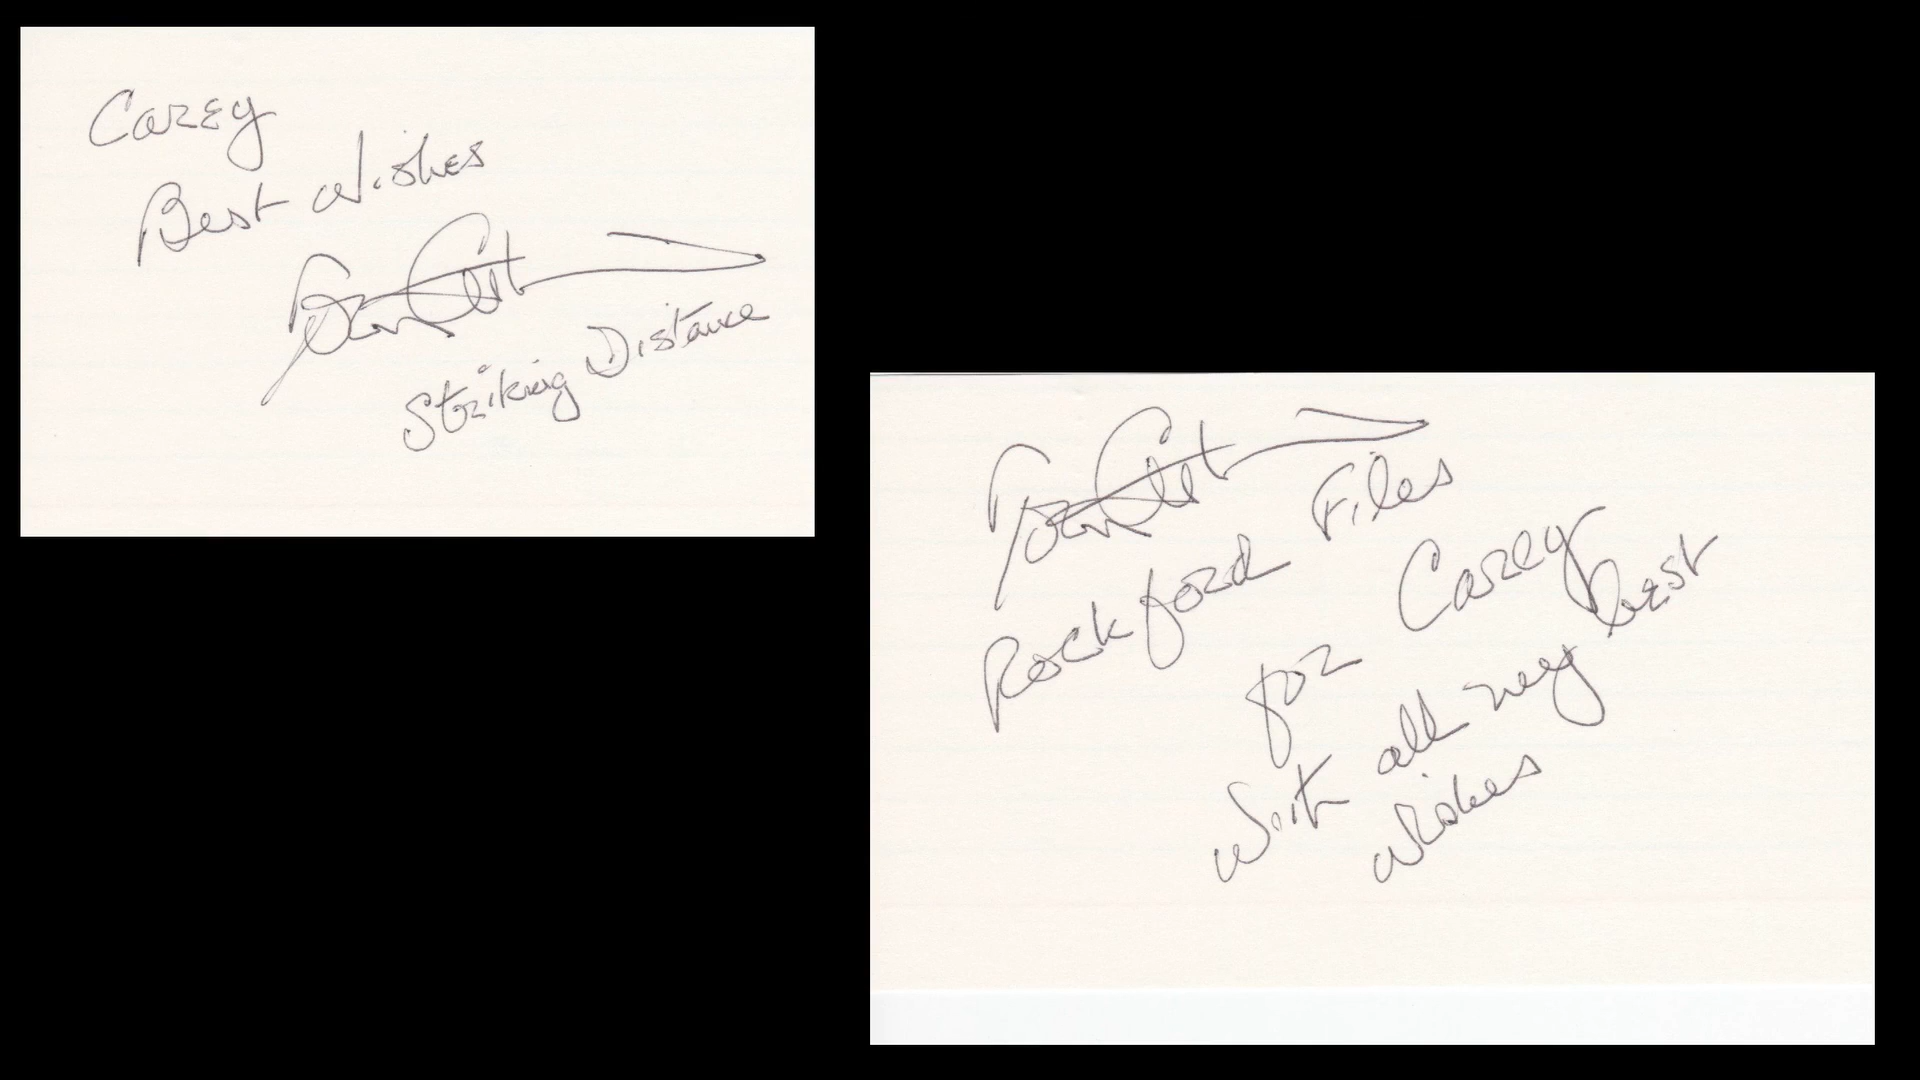 Carey
Best Wishes
Striking Distance
Rockford Files
for Carey
With all my best
Wishes